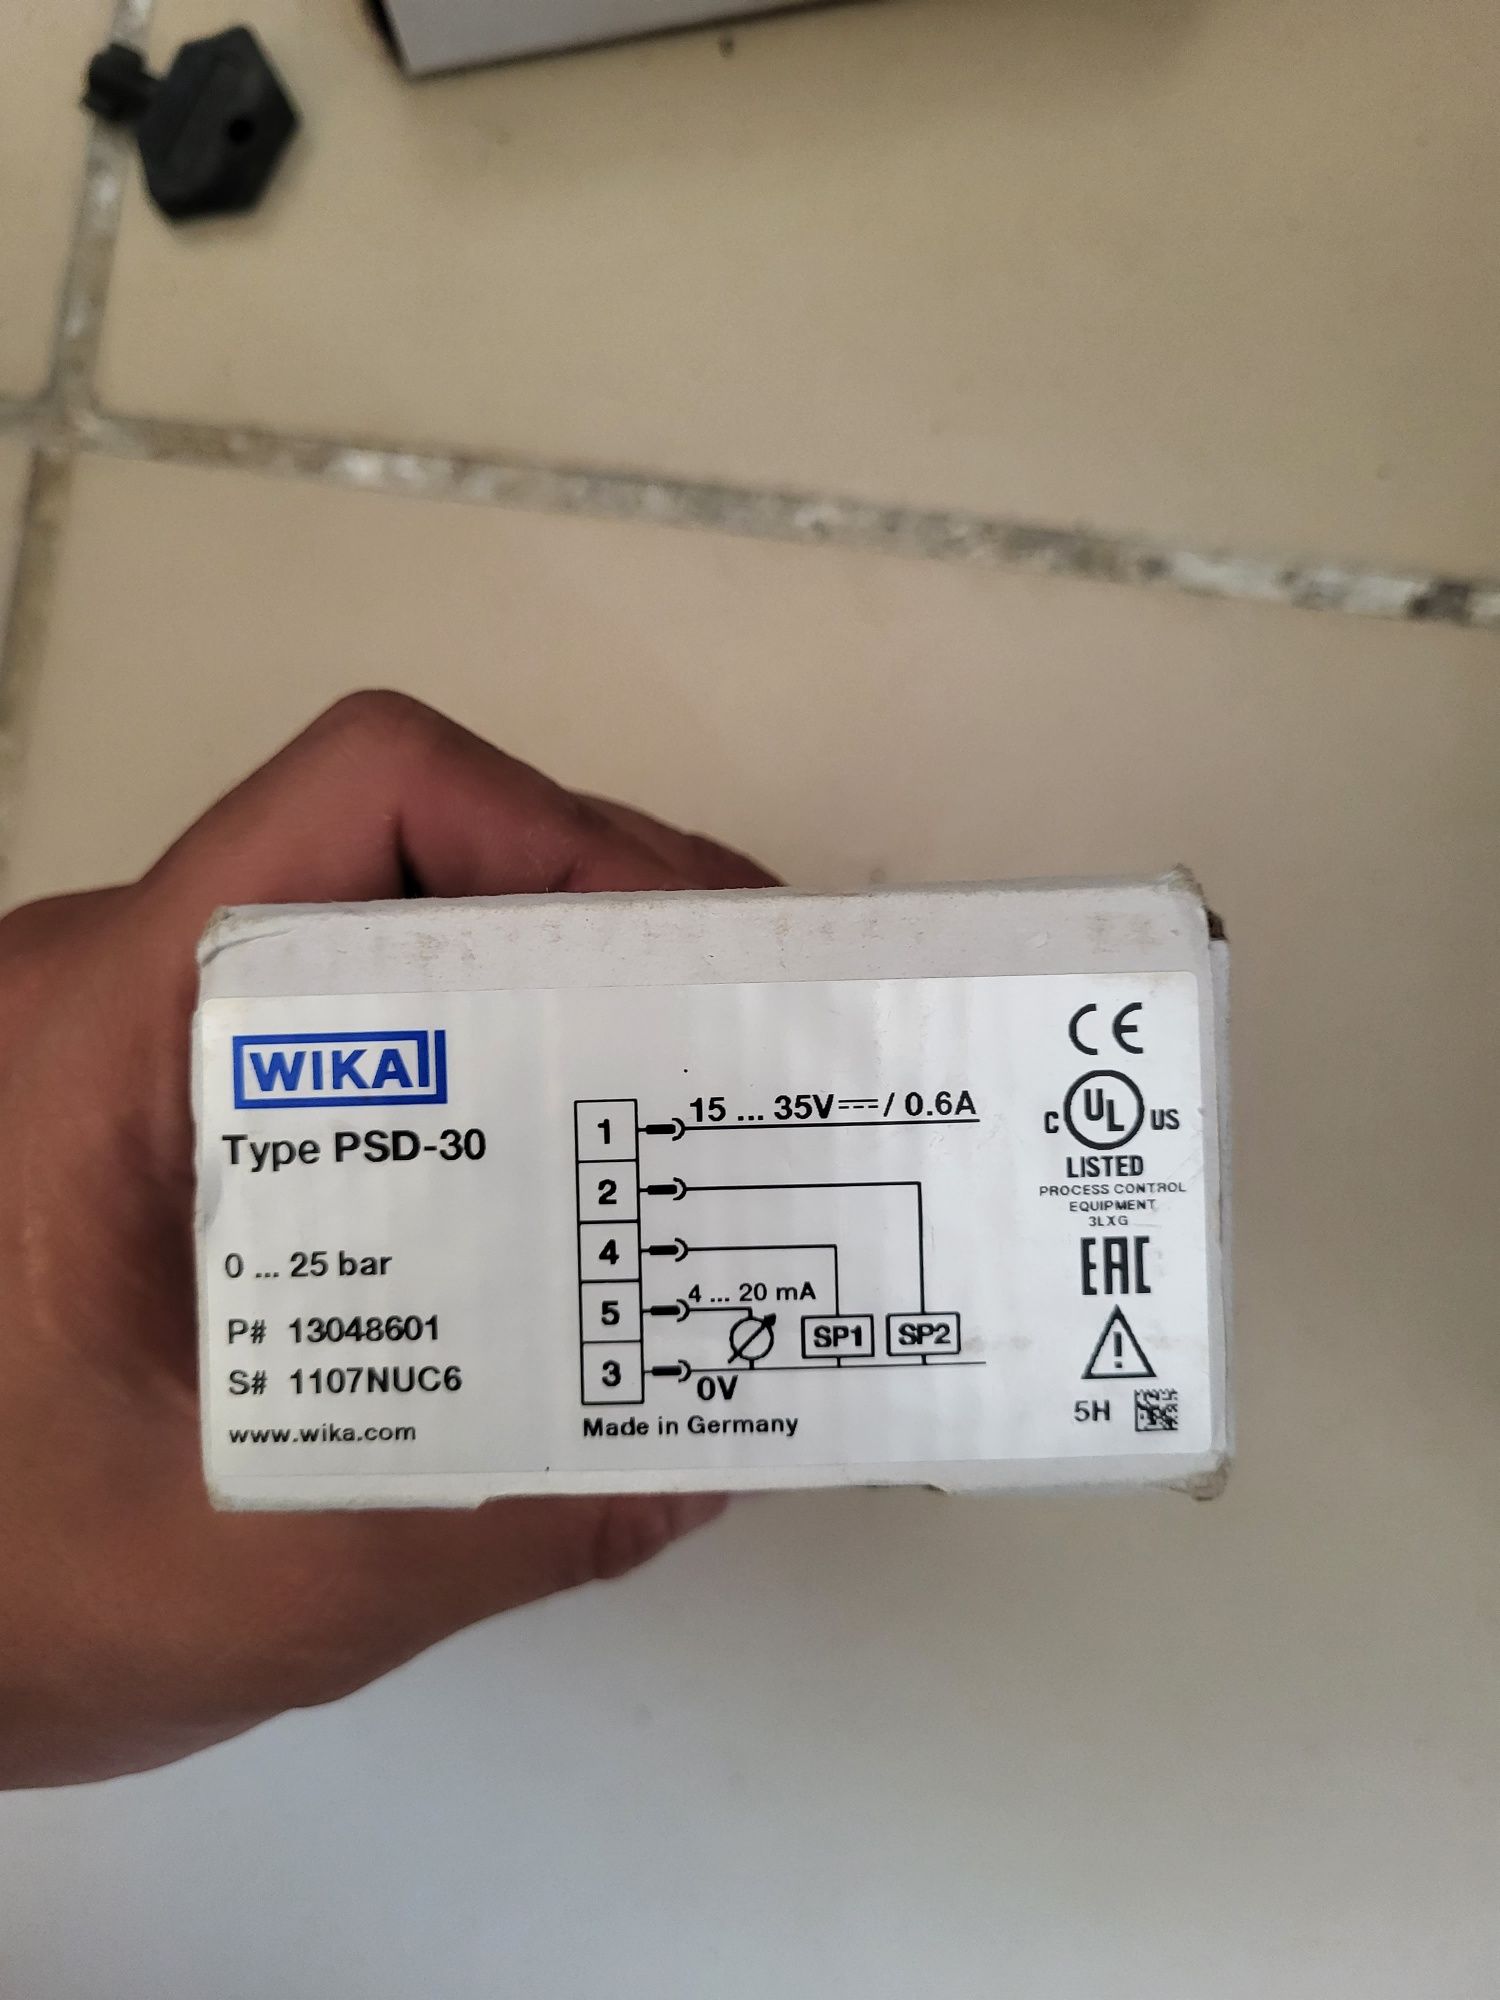 WIKA
Type PSD-30
0 ... 25 bar
P# 13048601
S# 1107NUC6
www.wika.com
1
15 ... 35V⎓/ 0.6A
2
4
5
4 ... 20 mA
SP1
SP2
3
0V
Made in Germany
CE
C UL US
LISTED
PROCESS CONTROL
EQUIPMENT
3LXG
EAC
!
5H